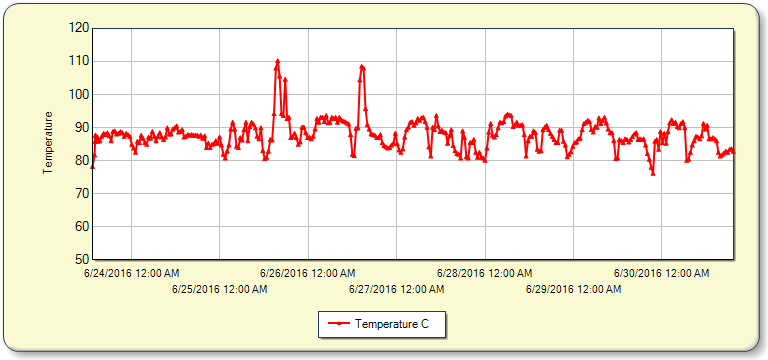 120
110
100
90
80
70
60
50
Temperature
6/24/2016 12:00 AM
6/26/2016 12:00 AM
6/28/2016 12:00 AM
6/30/2016 12:00 AM
6/25/2016 12:00 AM
6/27/2016 12:00 AM
6/29/2016 12:00 AM
Temperature C